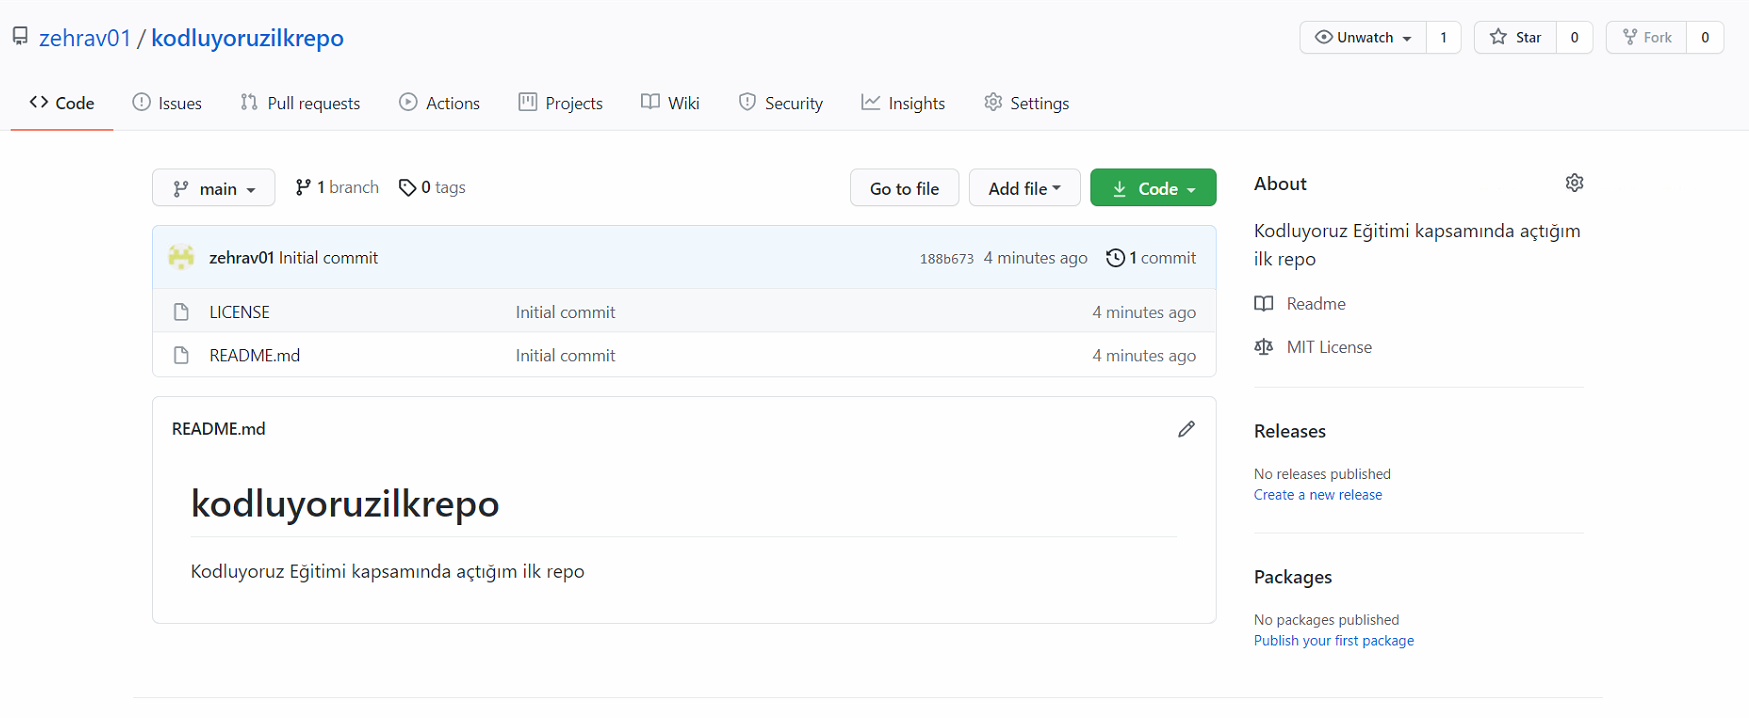 zehrav01 / kodluyoruzilkrepo
Unwatch 1 Star 0 Fork 0
Code Issues Pull requests Actions Projects Wiki Security Insights Settings
main 1 branch 0 tags Go to file Add file Code
zehrav01 Initial commit 188b673 4 minutes ago 1 commit
LICENSE Initial commit 4 minutes ago
README.md Initial commit 4 minutes ago
README.md
kodluyoruzilkrepo
Kodluyoruz Eğitimi kapsamında açtığım ilk repo
About
Kodluyoruz Eğitimi kapsamında açtığım
ilk repo
Readme
MIT License
Releases
No releases published
Create a new release
Packages
No packages published
Publish your first package